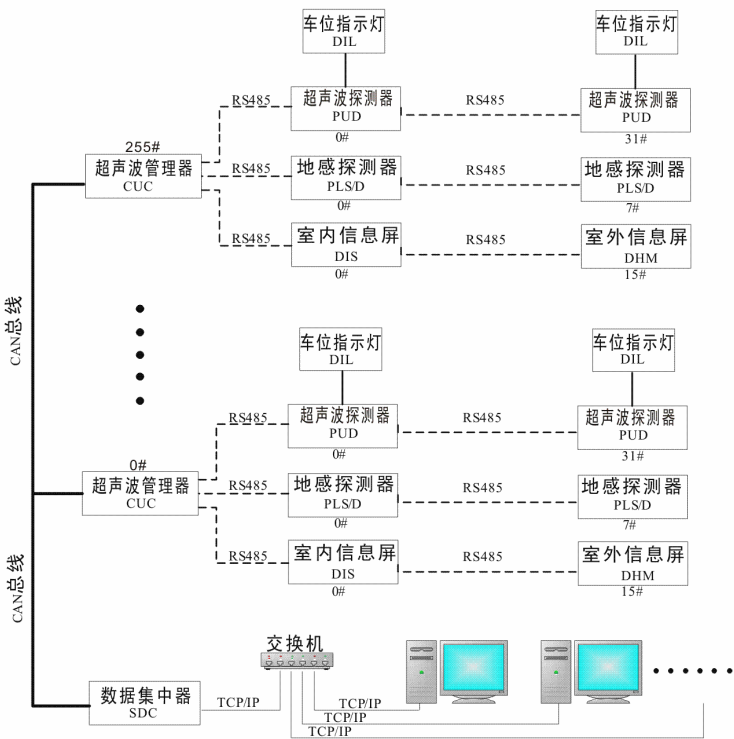 车位指示灯
DIL
车位指示灯
DIL
RS485
超声波探测器
PUD
0#
RS485
超声波探测器
PUD
31#
255#
超声波管理器
CUC
RS485
地感探测器
PLS/D
0#
RS485
地感探测器
PLS/D
7#
RS485
室内信息屏
DIS
0#
RS485
室外信息屏
DHM
15#
CAN总线
车位指示灯
DIL
车位指示灯
DIL
RS485
超声波探测器
PUD
0#
RS485
超声波探测器
PUD
31#
0#
超声波管理器
CUC
RS485
地感探测器
PLS/D
0#
RS485
地感探测器
PLS/D
7#
RS485
室内信息屏
DIS
0#
RS485
室外信息屏
DHM
15#
CAN总线
交换机
数据集中器
SDC
TCP/IP
TCP/IP
TCP/IP
TCP/IP